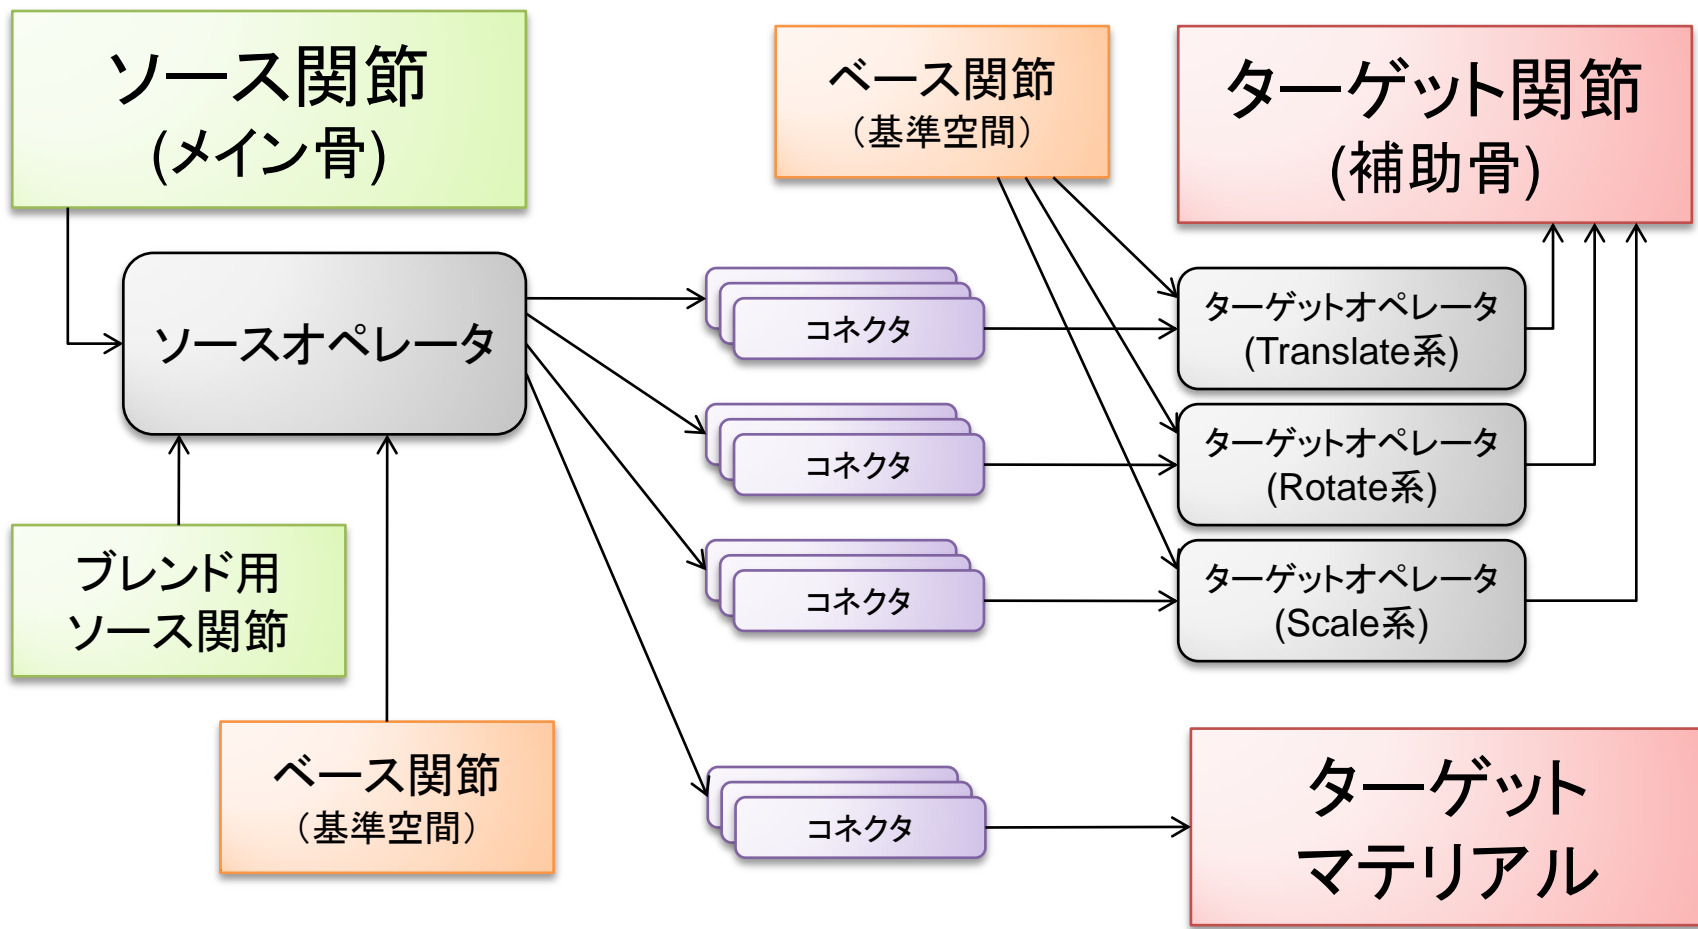 ソース関節
(メイン骨)
ベース関節
（基準空間）
ターゲット関節
(補助骨)
ソースオペレータ
コネクタ
ターゲットオペレータ
(Translate系)
コネクタ
ターゲットオペレータ
(Rotate系)
コネクタ
ターゲットオペレータ
(Scale系)
ブレンド用
ソース関節
ベース関節
（基準空間）
コネクタ
ターゲット
マテリアル